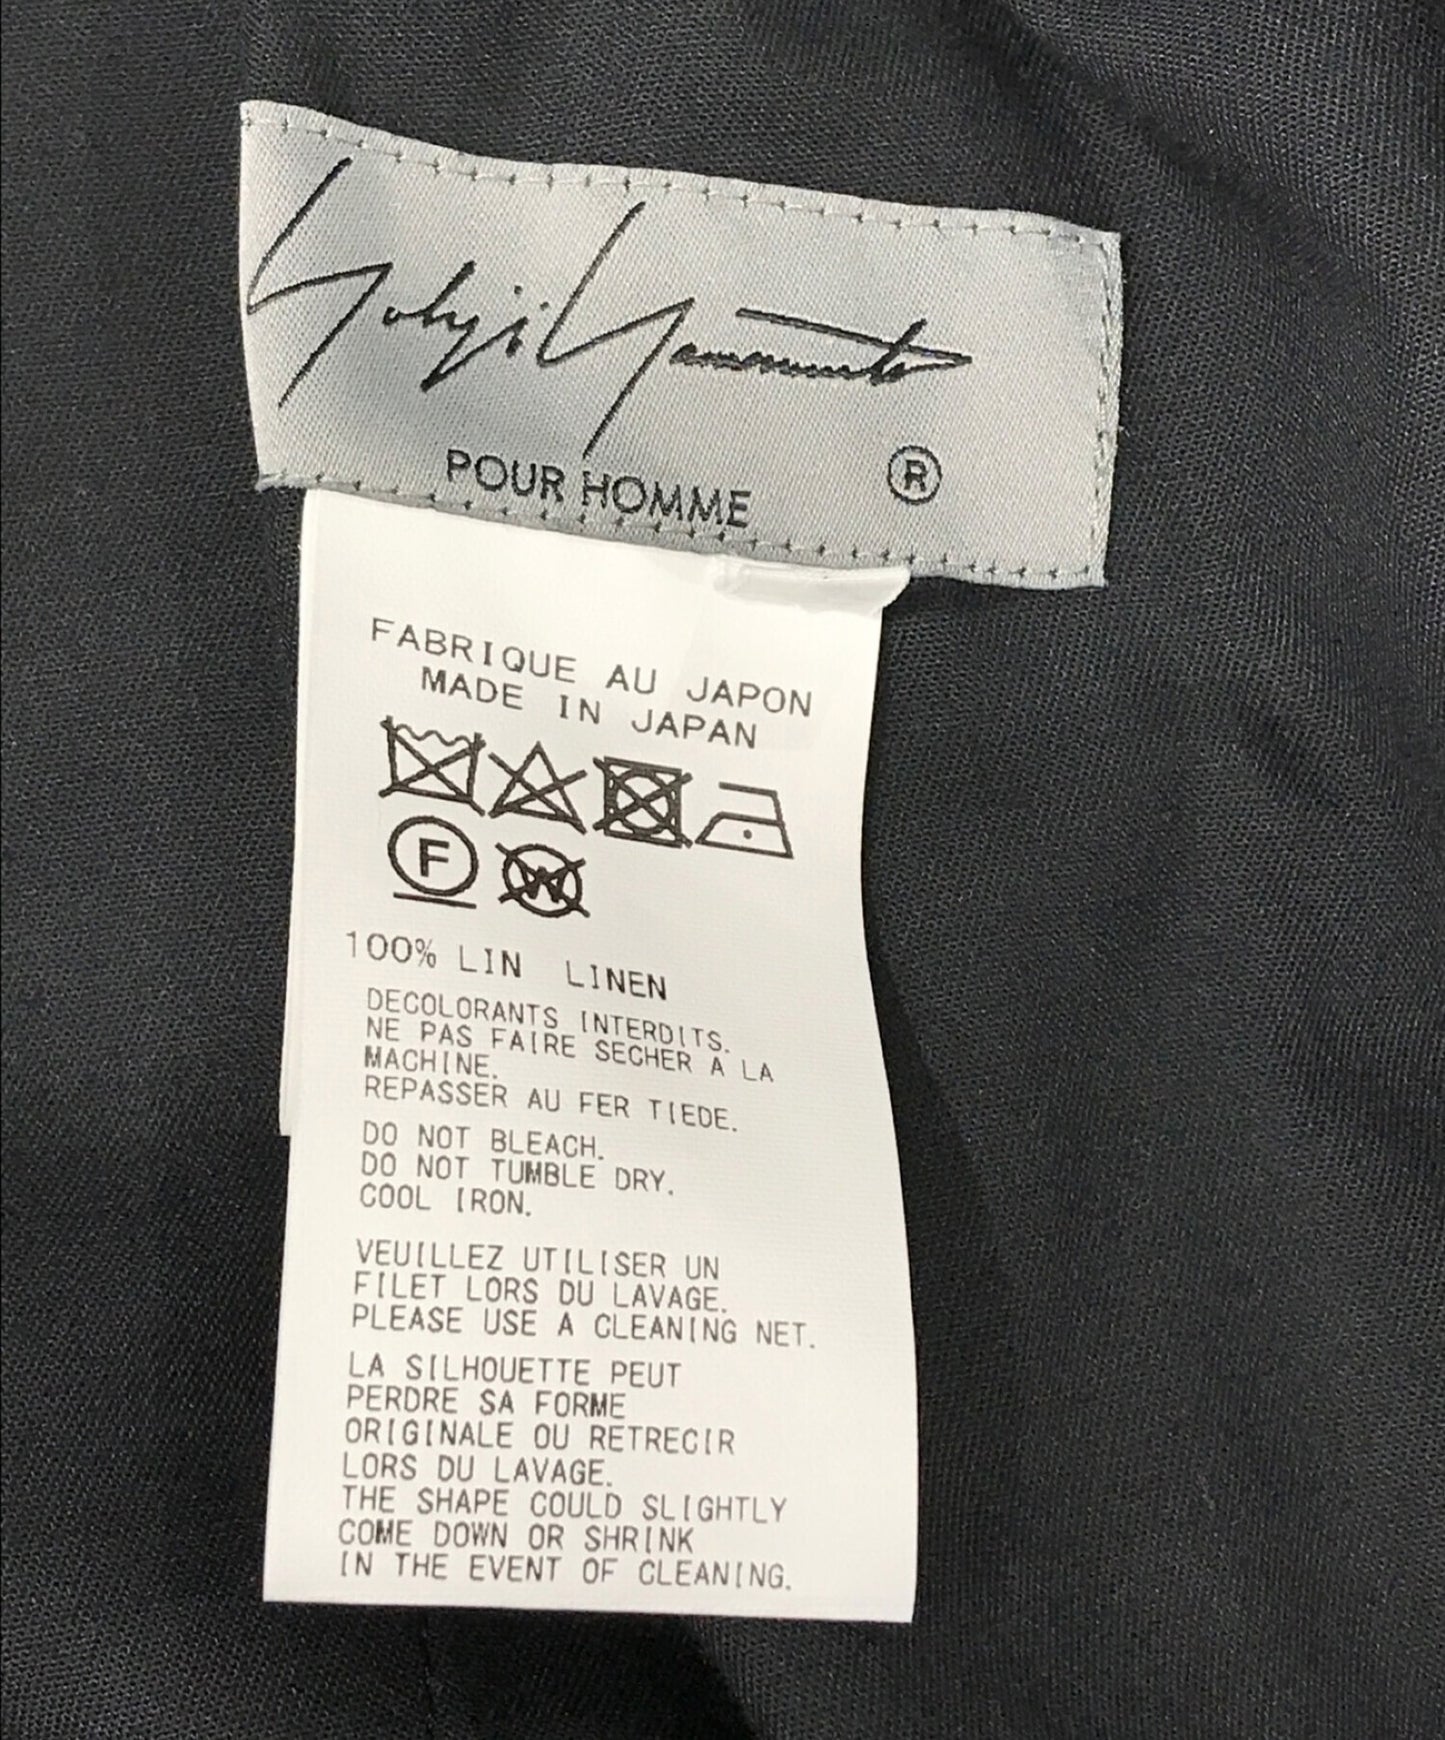 Yohji Yamamoto
POUR HOMME ®
FABRIQUE AU JAPON
MADE IN JAPAN
F W
100% LIN LINEN
DECOLORANTS INTERDITS.
NE PAS FAIRE SECHER A LA
MACHINE.
REPASSER AU FER TIEDE.
DO NOT BLEACH.
DO NOT TUMBLE DRY.
COOL IRON.
VEUILLEZ UTILISER UN
FILET LORS DU LAVAGE.
PLEASE USE A CLEANING NET.
LA SILHOUETTE PEUT
PERDRE SA FORME
ORIGINALE OU RETRECIR
LORS DU LAVAGE.
THE SHAPE COULD SLIGHTLY
COME DOWN OR SHRINK
IN THE EVENT OF CLEANING.